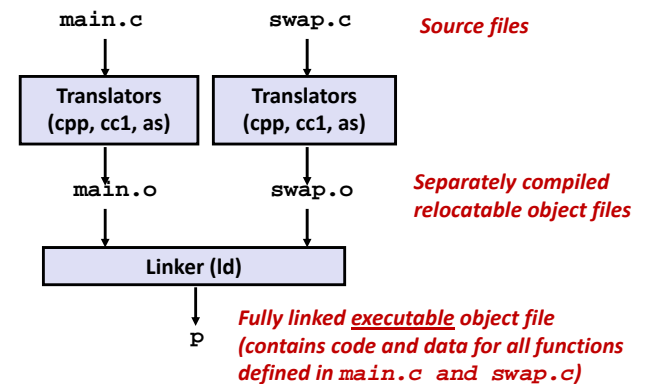 main.c swap.c Source files
Translators Translators
(cpp, cc1, as) (cpp, cc1, as)
main.o swap.o Separately compiled
relocatable object files
Linker (ld)
p Fully linked executable object file
(contains code and data for all functions
defined in main.c and swap.c)